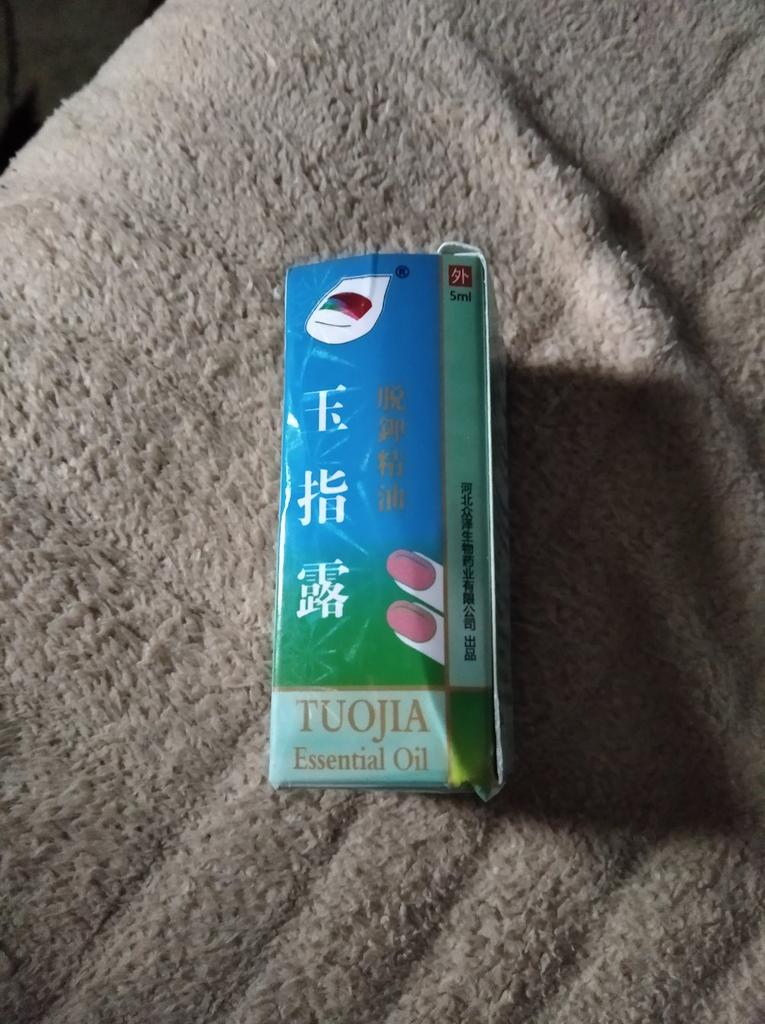 ®
外
5ml
玉指露
脱钾精油
河北众泽生物药业有限公司 出品
TUOJIA
Essential Oil